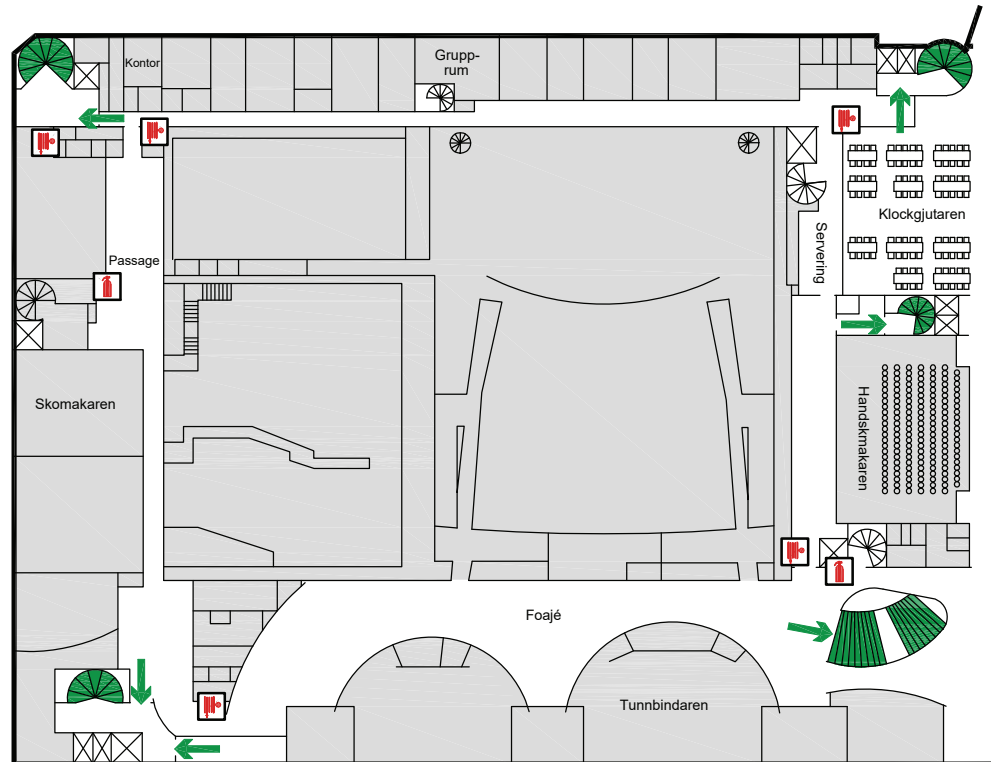 Kontor
Grupp-
rum
Klockgjutaren
Servering
Passage
Skomakaren
Handskmakaren
Foajé
Tunnbindaren